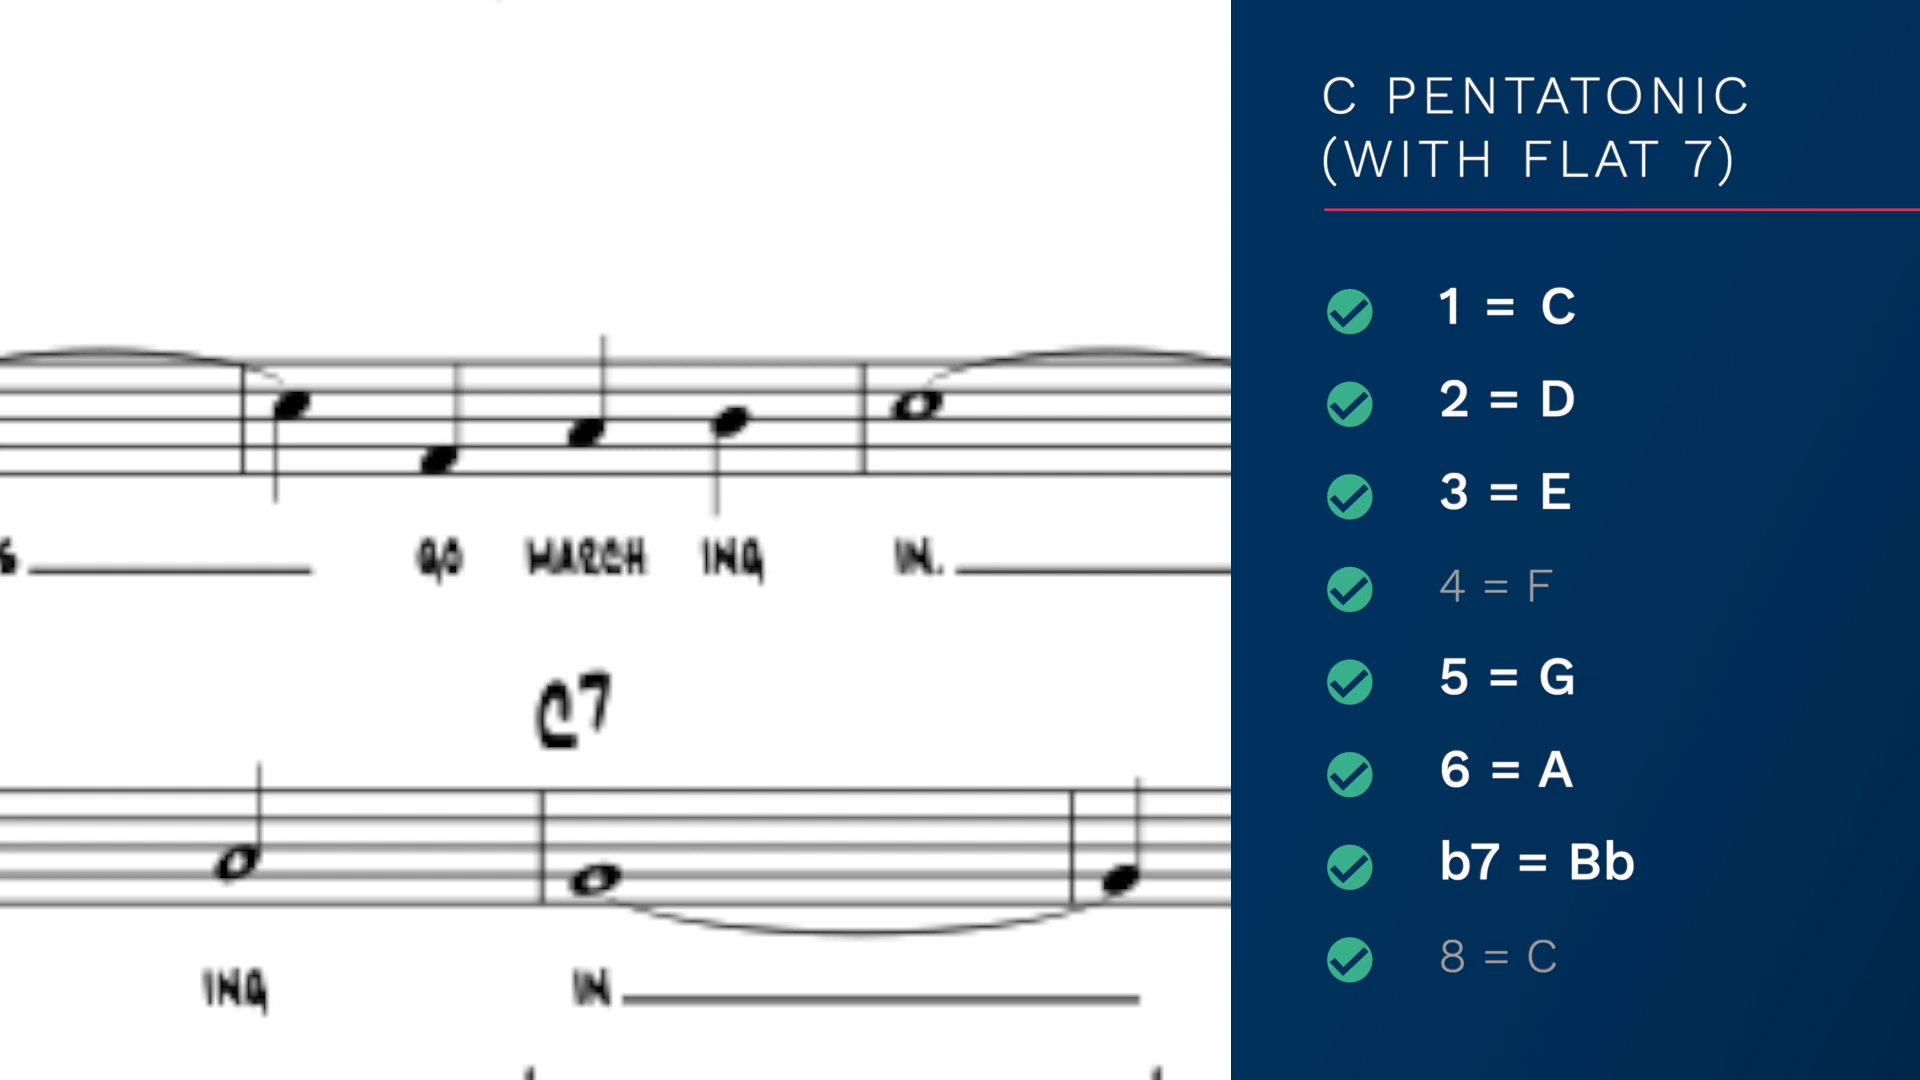 GO MARCH ING IN.
C7
ING IN
C PENTATONIC
(WITH FLAT 7)
1 = C
2 = D
3 = E
4 = F
5 = G
6 = A
b7 = Bb
8 = C